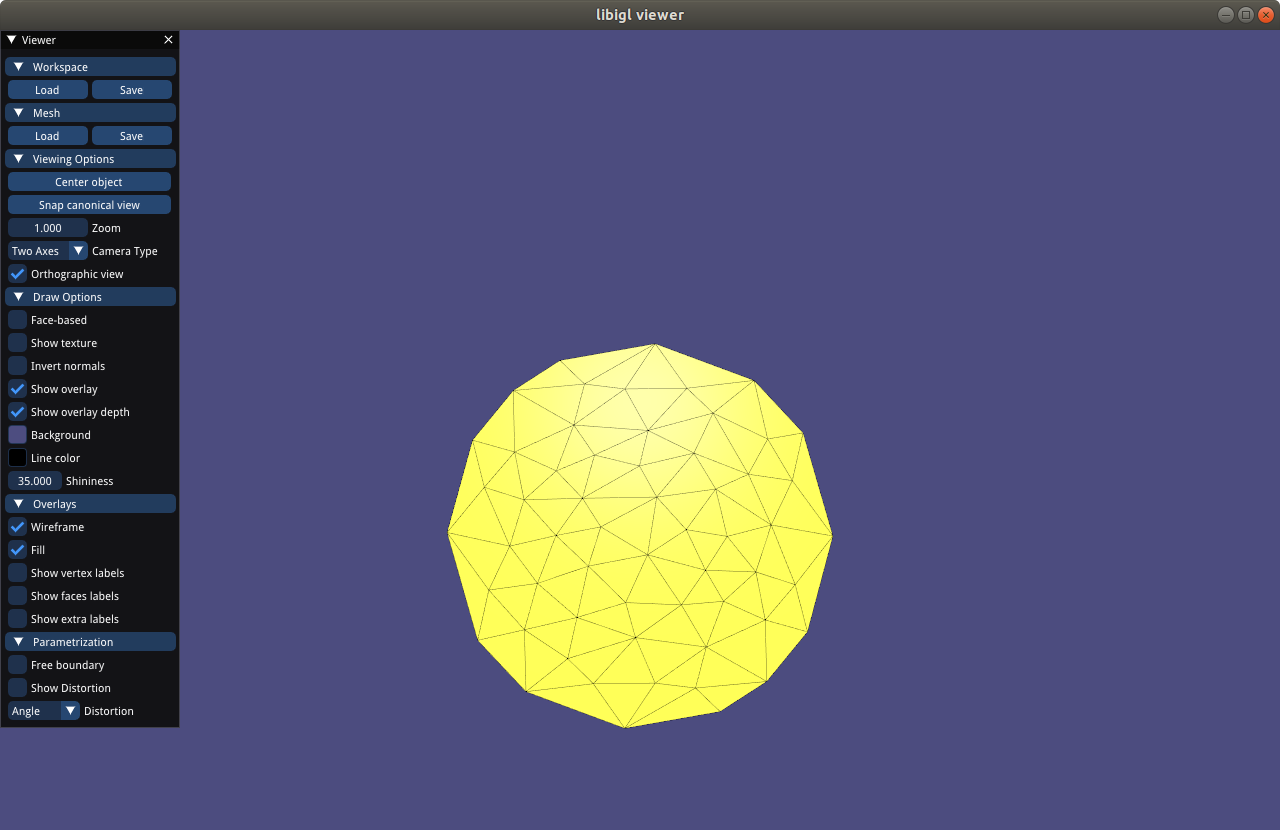 libigl viewer
Viewer
Workspace
Load Save
Mesh
Load Save
Viewing Options
Center object
Snap canonical view
1.000 Zoom
Two Axes Camera Type
Orthographic view
Draw Options
Face-based
Show texture
Invert normals
Show overlay
Show overlay depth
Background
Line color
35.000 Shininess
Overlays
Wireframe
Fill
Show vertex labels
Show faces labels
Show extra labels
Parametrization
Free boundary
Show Distortion
Angle Distortion